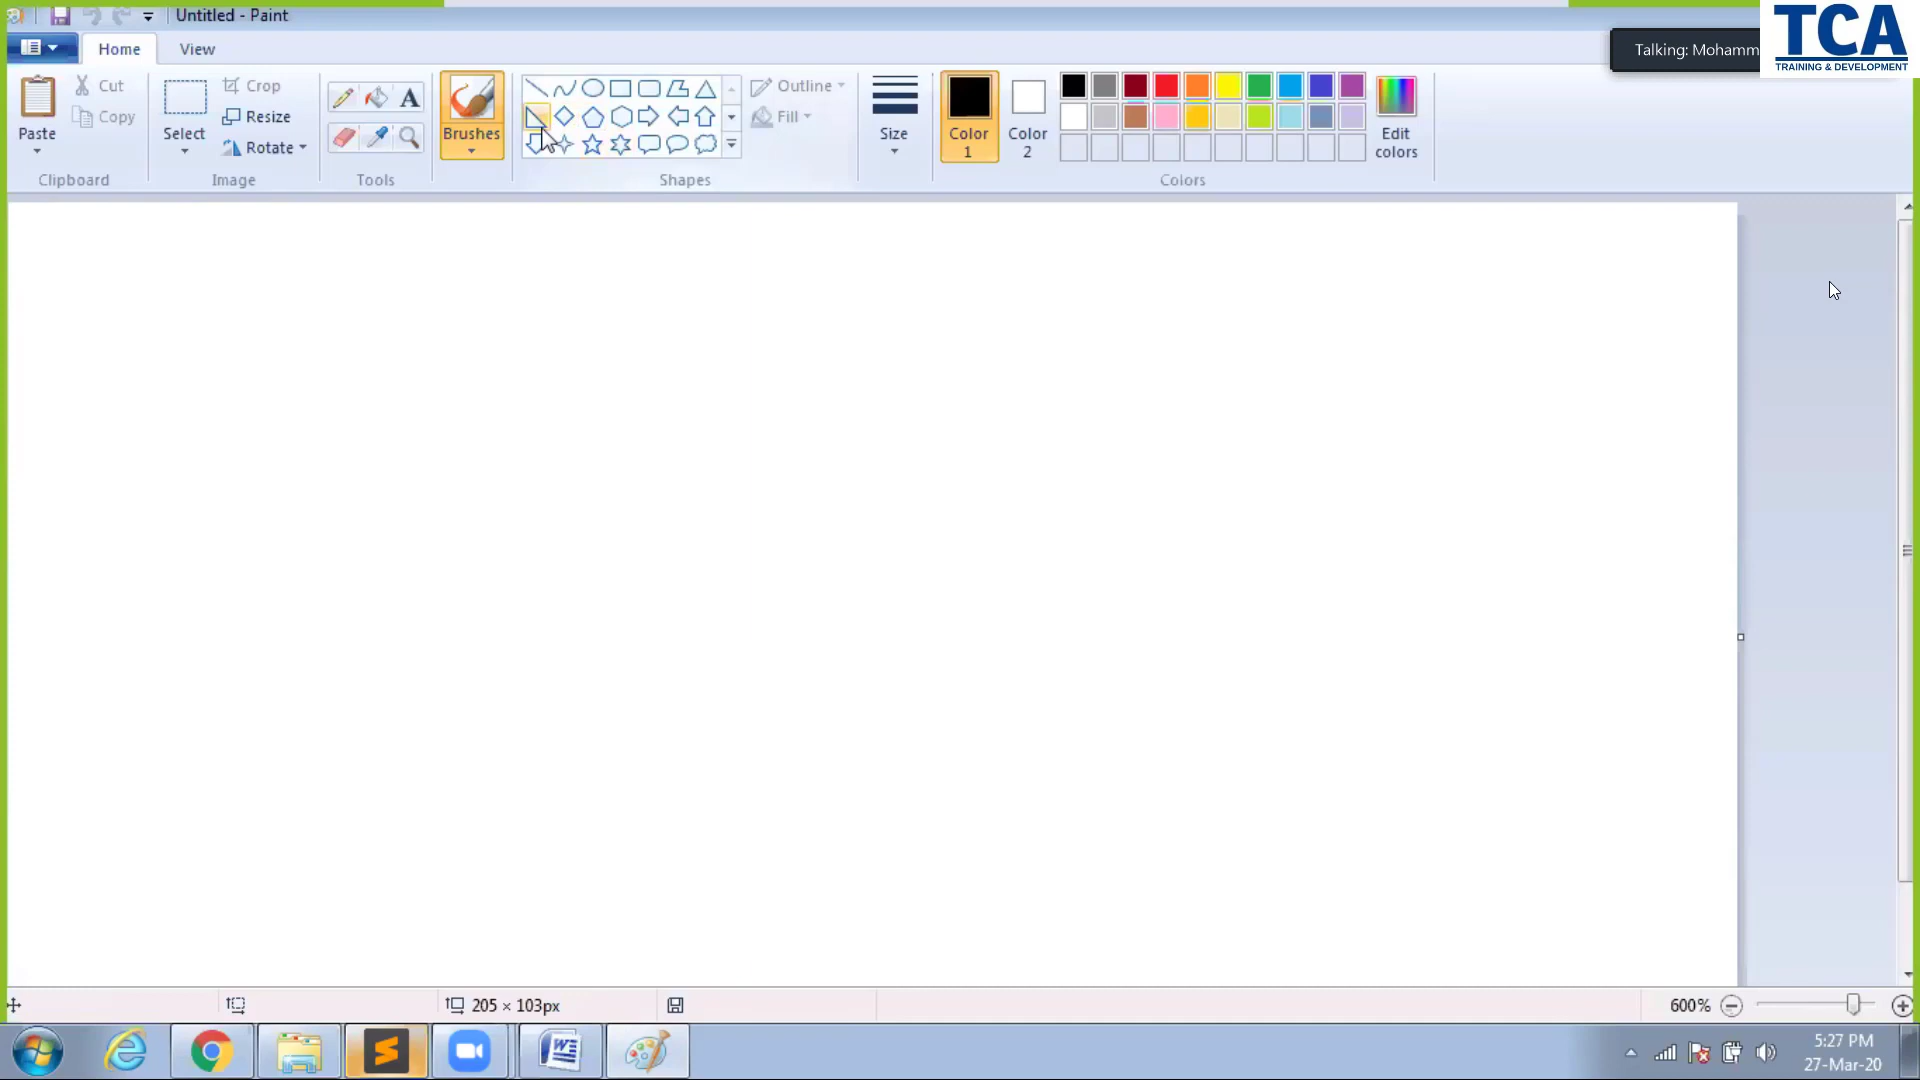 Untitled - Paint
Talking: Mohamm
TCA
TRAINING & DEVELOPMENT
Home
View
Paste
Cut
Copy
Clipboard
Select
Crop
Resize
Rotate
Image
A
Tools
Brushes
Shapes
Outline
Fill
Size
Color
1
Color
2
Edit
colors
Colors
205 × 103px
600%
5:27 PM
27-Mar-20